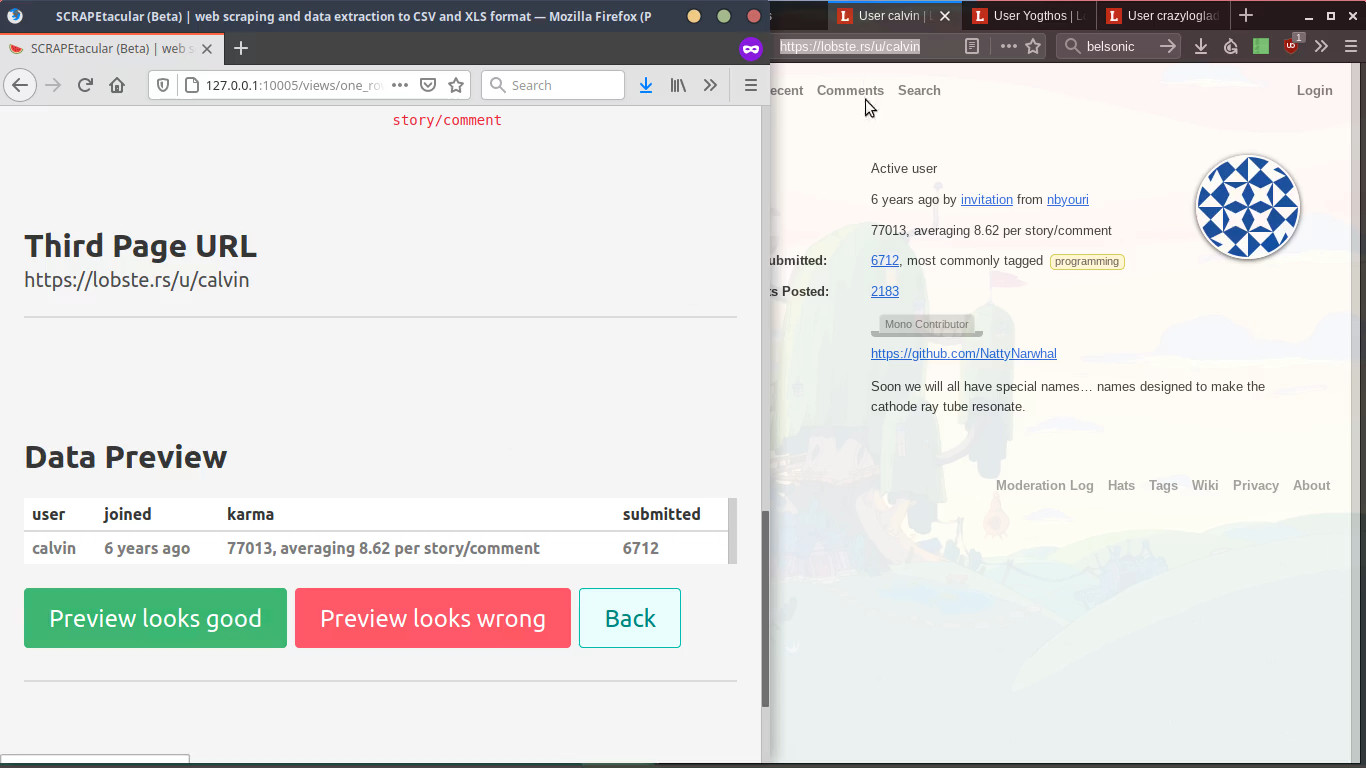 SCRAPEtacular (Beta) | web scraping and data extraction to CSV and XLS format — Mozilla Firefox (P
SCRAPEtacular (Beta) | web s
127.0.0.1:10005/views/one_ro
Search
story/comment
Third Page URL
https://lobste.rs/u/calvin
Data Preview
user joined karma submitted
calvin 6 years ago 77013, averaging 8.62 per story/comment 6712
Preview looks good
Preview looks wrong
Back
User calvin | L
User Yogthos | Lo
User crazyloglad
https://lobste.rs/u/calvin
belsonic
1
ecent Comments Search Login
Active user
6 years ago by invitation from nbyouri
77013, averaging 8.62 per story/comment
ubmitted: 6712, most commonly tagged programming
ts Posted: 2183
Mono Contributor
https://github.com/NattyNarwhal
Soon we will all have special names… names designed to make the
cathode ray tube resonate.
Moderation Log Hats Tags Wiki Privacy About